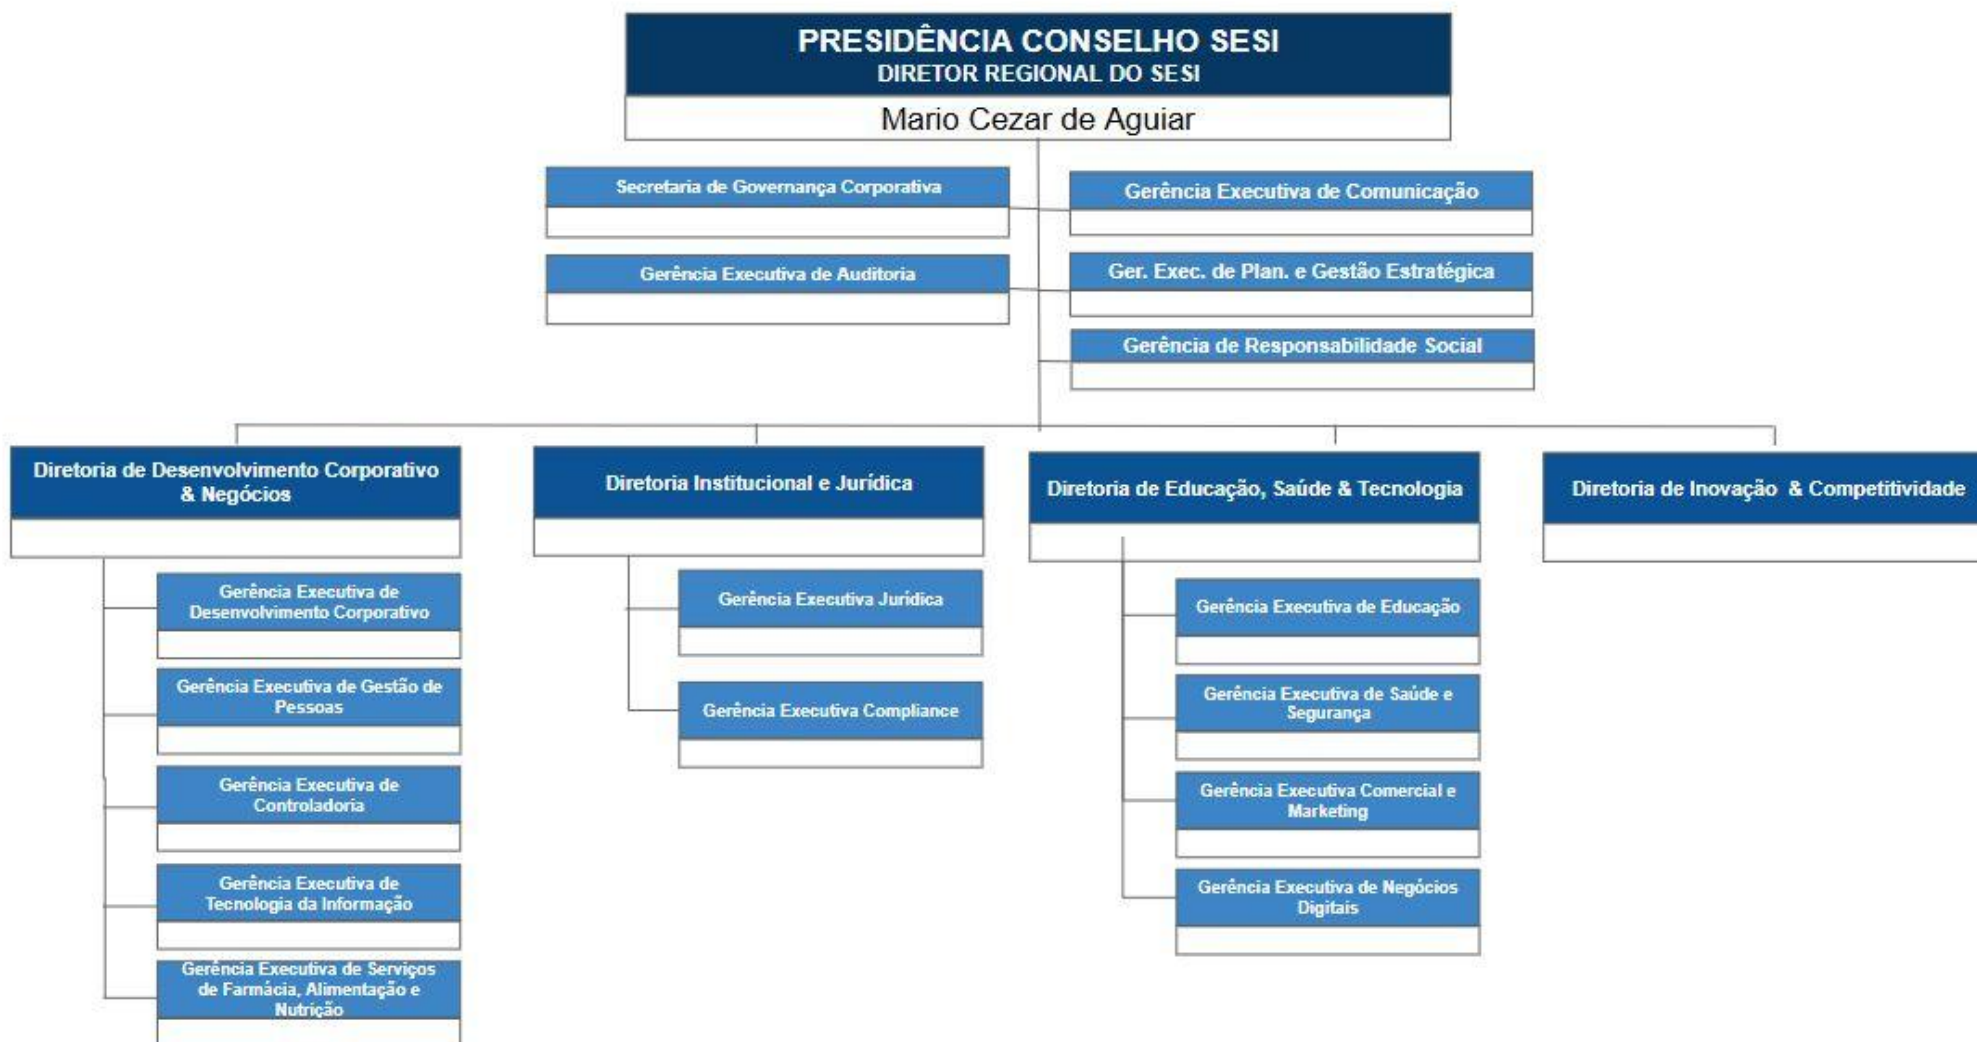 PRESIDÊNCIA CONSELHO SESI
DIRETOR REGIONAL DO SESI
Mario Cezar de Aguiar
Secretaria de Governança Corporativa
Gerência Executiva de Comunicação
Gerência Executiva de Auditoria
Ger. Exec. de Plan. e Gestão Estratégica
Gerência de Responsabilidade Social
Diretoria de Desenvolvimento Corporativo
& Negócios
Gerência Executiva de
Desenvolvimento Corporativo
Gerência Executiva de Gestão de
Pessoas
Gerência Executiva de
Controladoria
Gerência Executiva de
Tecnologia da Informação
Gerência Executiva de Serviços
de Farmácia, Alimentação e
Nutrição
Diretoria Institucional e Jurídica
Gerência Executiva Jurídica
Gerência Executiva Compliance
Diretoria de Educação, Saúde & Tecnologia
Gerência Executiva de Educação
Gerência Executiva de Saúde e
Segurança
Gerência Executiva Comercial e
Marketing
Gerência Executiva de Negócios
Digitais
Diretoria de Inovação & Competitividade